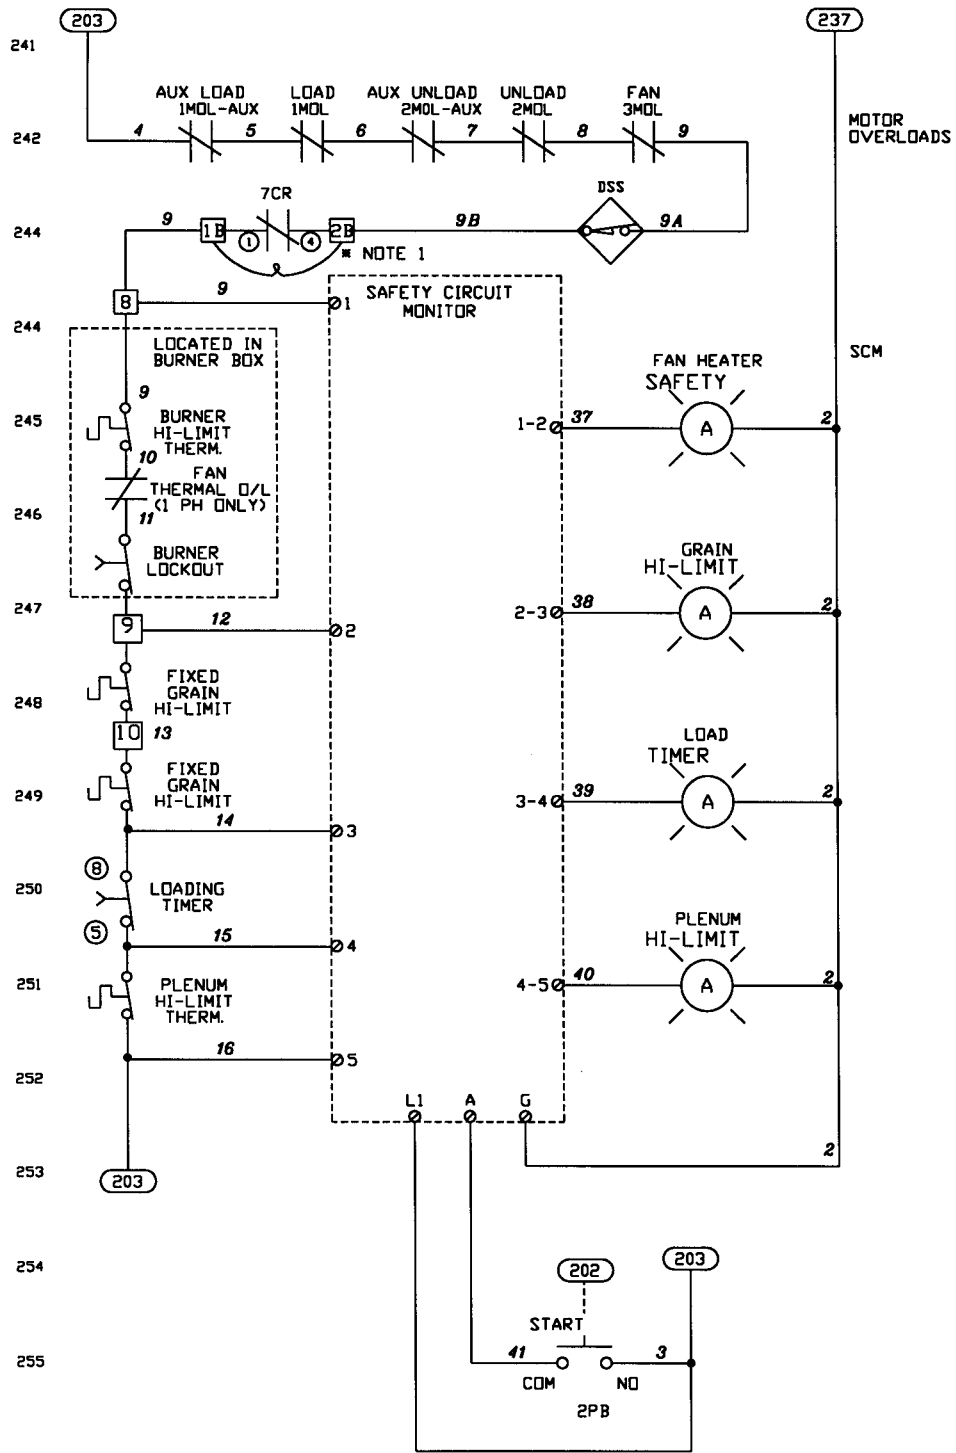 203
237
241
AUX LOAD
1MOL-AUX
LOAD
1MOL
AUX UNLOAD
2MOL-AUX
UNLOAD
2MOL
FAN
3MOL
MOTOR
OVERLOADS
242
4
5
6
7
8
9
7CR
DSS
244
9
1B
1
4
2B
9B
9A
* NOTE 1
8
9
1
SAFETY CIRCUIT
MONITOR
244
LOCATED IN
BURNER BOX
SCM
FAN HEATER
SAFETY
9
245
BURNER
HI-LIMIT
THERM.
1-2
37
A
2
10
FAN
THERMAL O/L
(1 PH ONLY)
246
11
BURNER
LOCKOUT
GRAIN
HI-LIMIT
247
2-3
38
A
2
9
12
2
248
FIXED
GRAIN
HI-LIMIT
10
13
LOAD
TIMER
249
FIXED
GRAIN
HI-LIMIT
3-4
39
A
2
14
3
8
250
LOADING
TIMER
5
15
4
PLENUM
HI-LIMIT
251
PLENUM
HI-LIMIT
THERM.
4-5
40
A
2
16
5
252
L1
A
G
253
2
203
254
202
203
START
255
41
3
COM
NO
2PB